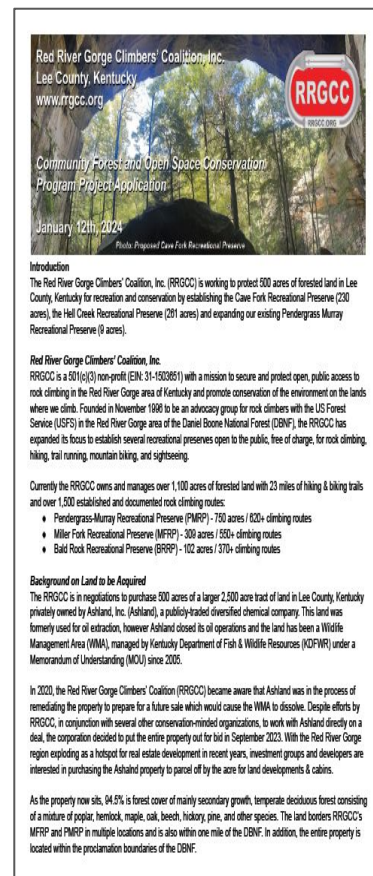 Red River Gorge Climbers' Coalition, Inc.
Lee County, Kentucky
www.rrgcc.org
RRGCC
RRGCC.ORG
Community Forest and Open Space Conservation
Program Project Application
January 12th, 2024
Photo: Proposed Cave Fork Recreational Preserve
Introduction
The Red River Gorge Climbers' Coalition, Inc. (RRGCC) is working to protect 500 acres of forested land in Lee
County, Kentucky for recreation and conservation by establishing the Cave Fork Recreational Preserve (230
acres), the Hell Creek Recreational Preserve (261 acres) and expanding our existing Pendergrass Murray
Recreational Preserve (9 acres).
Red River Gorge Climbers' Coalition, Inc.
RRGCC is a 501(c)(3) non-profit (EIN: 31-1503651) with a mission to secure and protect open, public access to
rock climbing in the Red River Gorge area of Kentucky and promote conservation of the environment on the lands
where we climb. Founded in November 1996 to be an advocacy group for rock climbers with the US Forest
Service (USFS) in the Red River Gorge area of the Daniel Boone National Forest (DBNF), the RRGCC has
expanded its focus to establish several recreational preserves open to the public, free of charge, for rock climbing,
hiking, trail running, mountain biking, and sightseeing.
Currently the RRGCC owns and manages over 1,100 acres of forested land with 23 miles of hiking & biking trails
and over 1,500 established and documented rock climbing routes:
● Pendergrass-Murray Recreational Preserve (PMRP) - 750 acres / 620+ climbing routes
● Miller Fork Recreational Preserve (MFRP) - 309 acres / 550+ climbing routes
● Bald Rock Recreational Preserve (BRRP) - 102 acres / 370+ climbing routes
Background on Land to be Acquired
The RRGCC is in negotiations to purchase 500 acres of a larger 2,500 acre tract of land in Lee County, Kentucky
privately owned by Ashland, Inc. (Ashland), a publicly-traded diversified chemical company. This land was
formerly used for oil extraction, however Ashland closed its oil operations and the land has been a Wildlife
Management Area (WMA), managed by Kentucky Department of Fish & Wildlife Resources (KDFWR) under a
Memorandum of Understanding (MOU) since 2005.
In 2020, the Red River Gorge Climbers' Coalition (RRGCC) became aware that Ashland was in the process of
remediating the property to prepare for a future sale which would cause the WMA to dissolve. Despite efforts by
RRGCC, in conjunction with several other conservation-minded organizations, to work with Ashland directly on a
deal, the corporation decided to put the entire property out for bid in September 2023. With the Red River Gorge
region exploding as a hotspot for real estate development in recent years, investment groups and developers are
interested in purchasing the Ashalnd property to parcel off by the acre for land developments & cabins.
As the property now sits, 94.5% is forest cover of mainly secondary growth, temperate deciduous forest consisting
of a mixture of poplar, hemlock, maple, oak, beech, hickory, pine, and other species. The land borders RRGCC's
MFRP and PMRP in multiple locations and is also within one mile of the DBNF. In addition, the entire property is
located within the proclamation boundaries of the DBNF.